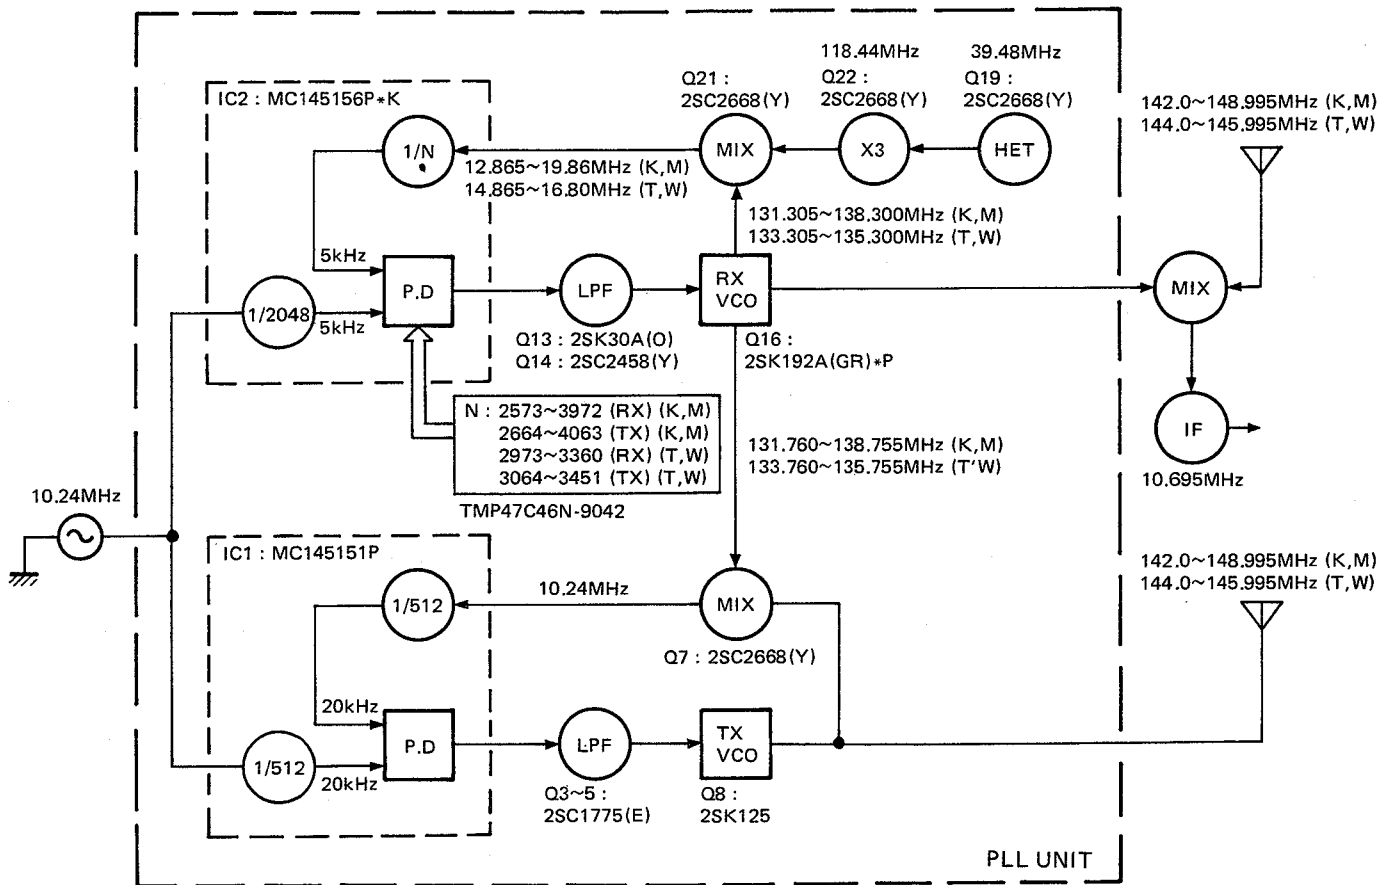 118.44MHz
39.48MHz
Q21 :
2SC2668(Y)
Q22 :
2SC2668(Y)
Q19 :
2SC2668(Y)
142.0~148.995MHz (K,M)
144.0~145.995MHz (T,W)
IC2 : MC145156P*K
1/N
MIX
X3
HET
12.865~19.86MHz (K,M)
14.865~16.80MHz (T,W)
131.305~138.300MHz (K,M)
133.305~135.300MHz (T,W)
5kHz
P.D
LPF
RX
VCO
MIX
1/2048
5kHz
Q13 : 2SK30A(O)
Q14 : 2SC2458(Y)
Q16 :
2SK192A(GR)*P
N : 2573~3972 (RX) (K,M)
2664~4063 (TX) (K,M)
2973~3360 (RX) (T,W)
3064~3451 (TX) (T,W)
TMP47C46N-9042
131.760~138.755MHz (K,M)
133.760~135.755MHz (T'W)
IF
10.695MHz
10.24MHz
IC1 : MC145151P
1/512
10.24MHz
MIX
Q7 : 2SC2668(Y)
142.0~148.995MHz (K,M)
144.0~145.995MHz (T,W)
20kHz
P.D
LPF
TX
VCO
1/512
20kHz
Q3~5 :
2SC1775(E)
Q8 :
2SK125
PLL UNIT